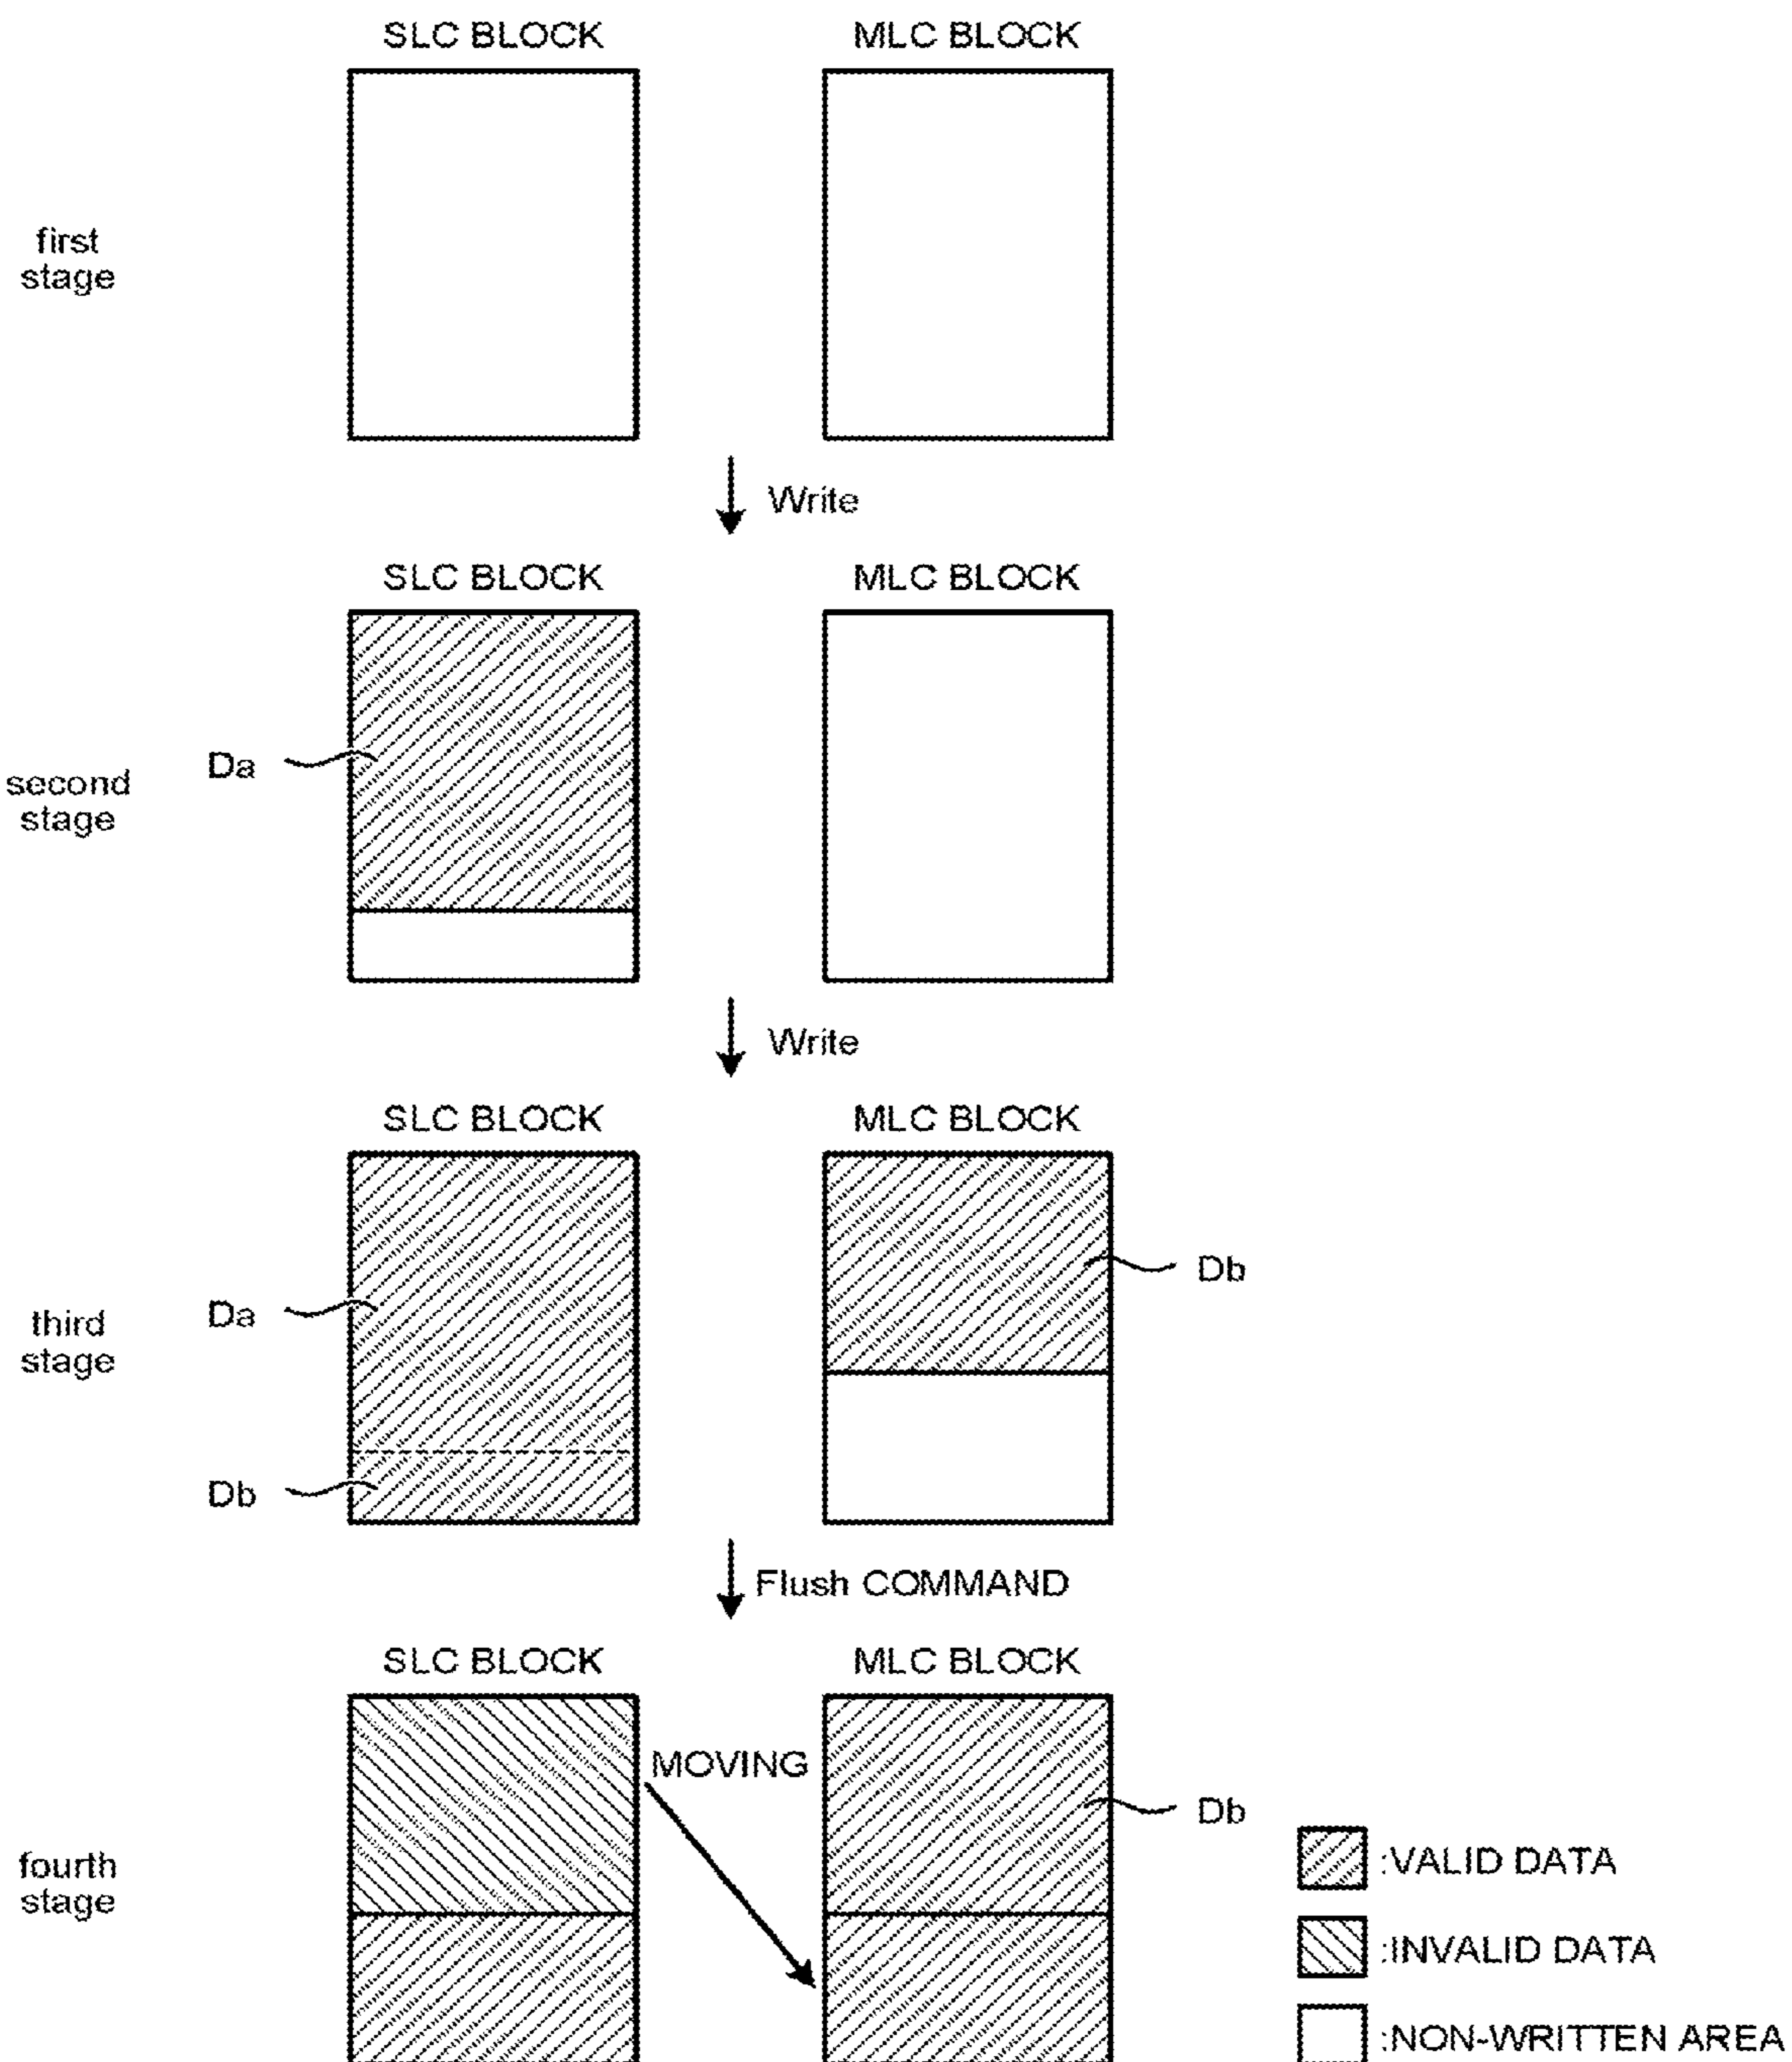 SLC BLOCK
MLC BLOCK
first
stage
Write
SLC BLOCK
MLC BLOCK
Da
second
stage
Write
SLC BLOCK
MLC BLOCK
Db
third
stage
Da
Db
Flush COMMAND
SLC BLOCK
MLC BLOCK
MOVING
Db
fourth
stage
:VALID DATA
:INVALID DATA
:NON-WRITTEN AREA